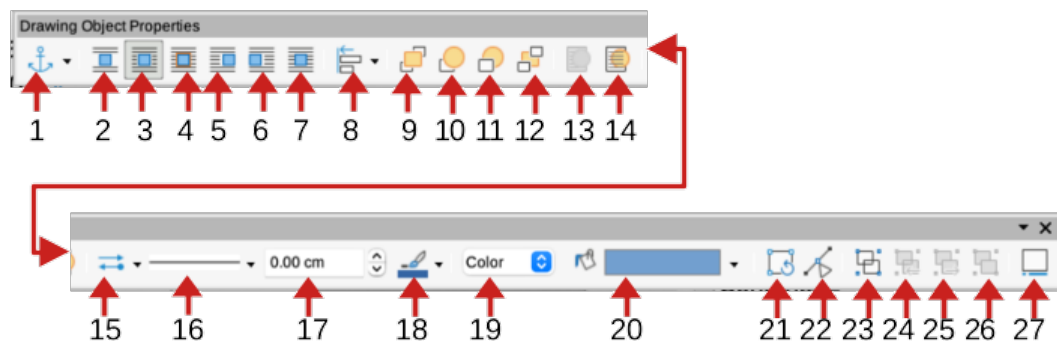 Drawing Object Properties
1 2 3 4 5 6 7 8 9 10 11 12 13 14
0.00 cm Color
15 16 17 18 19 20 21 22 23 24 25 26 27